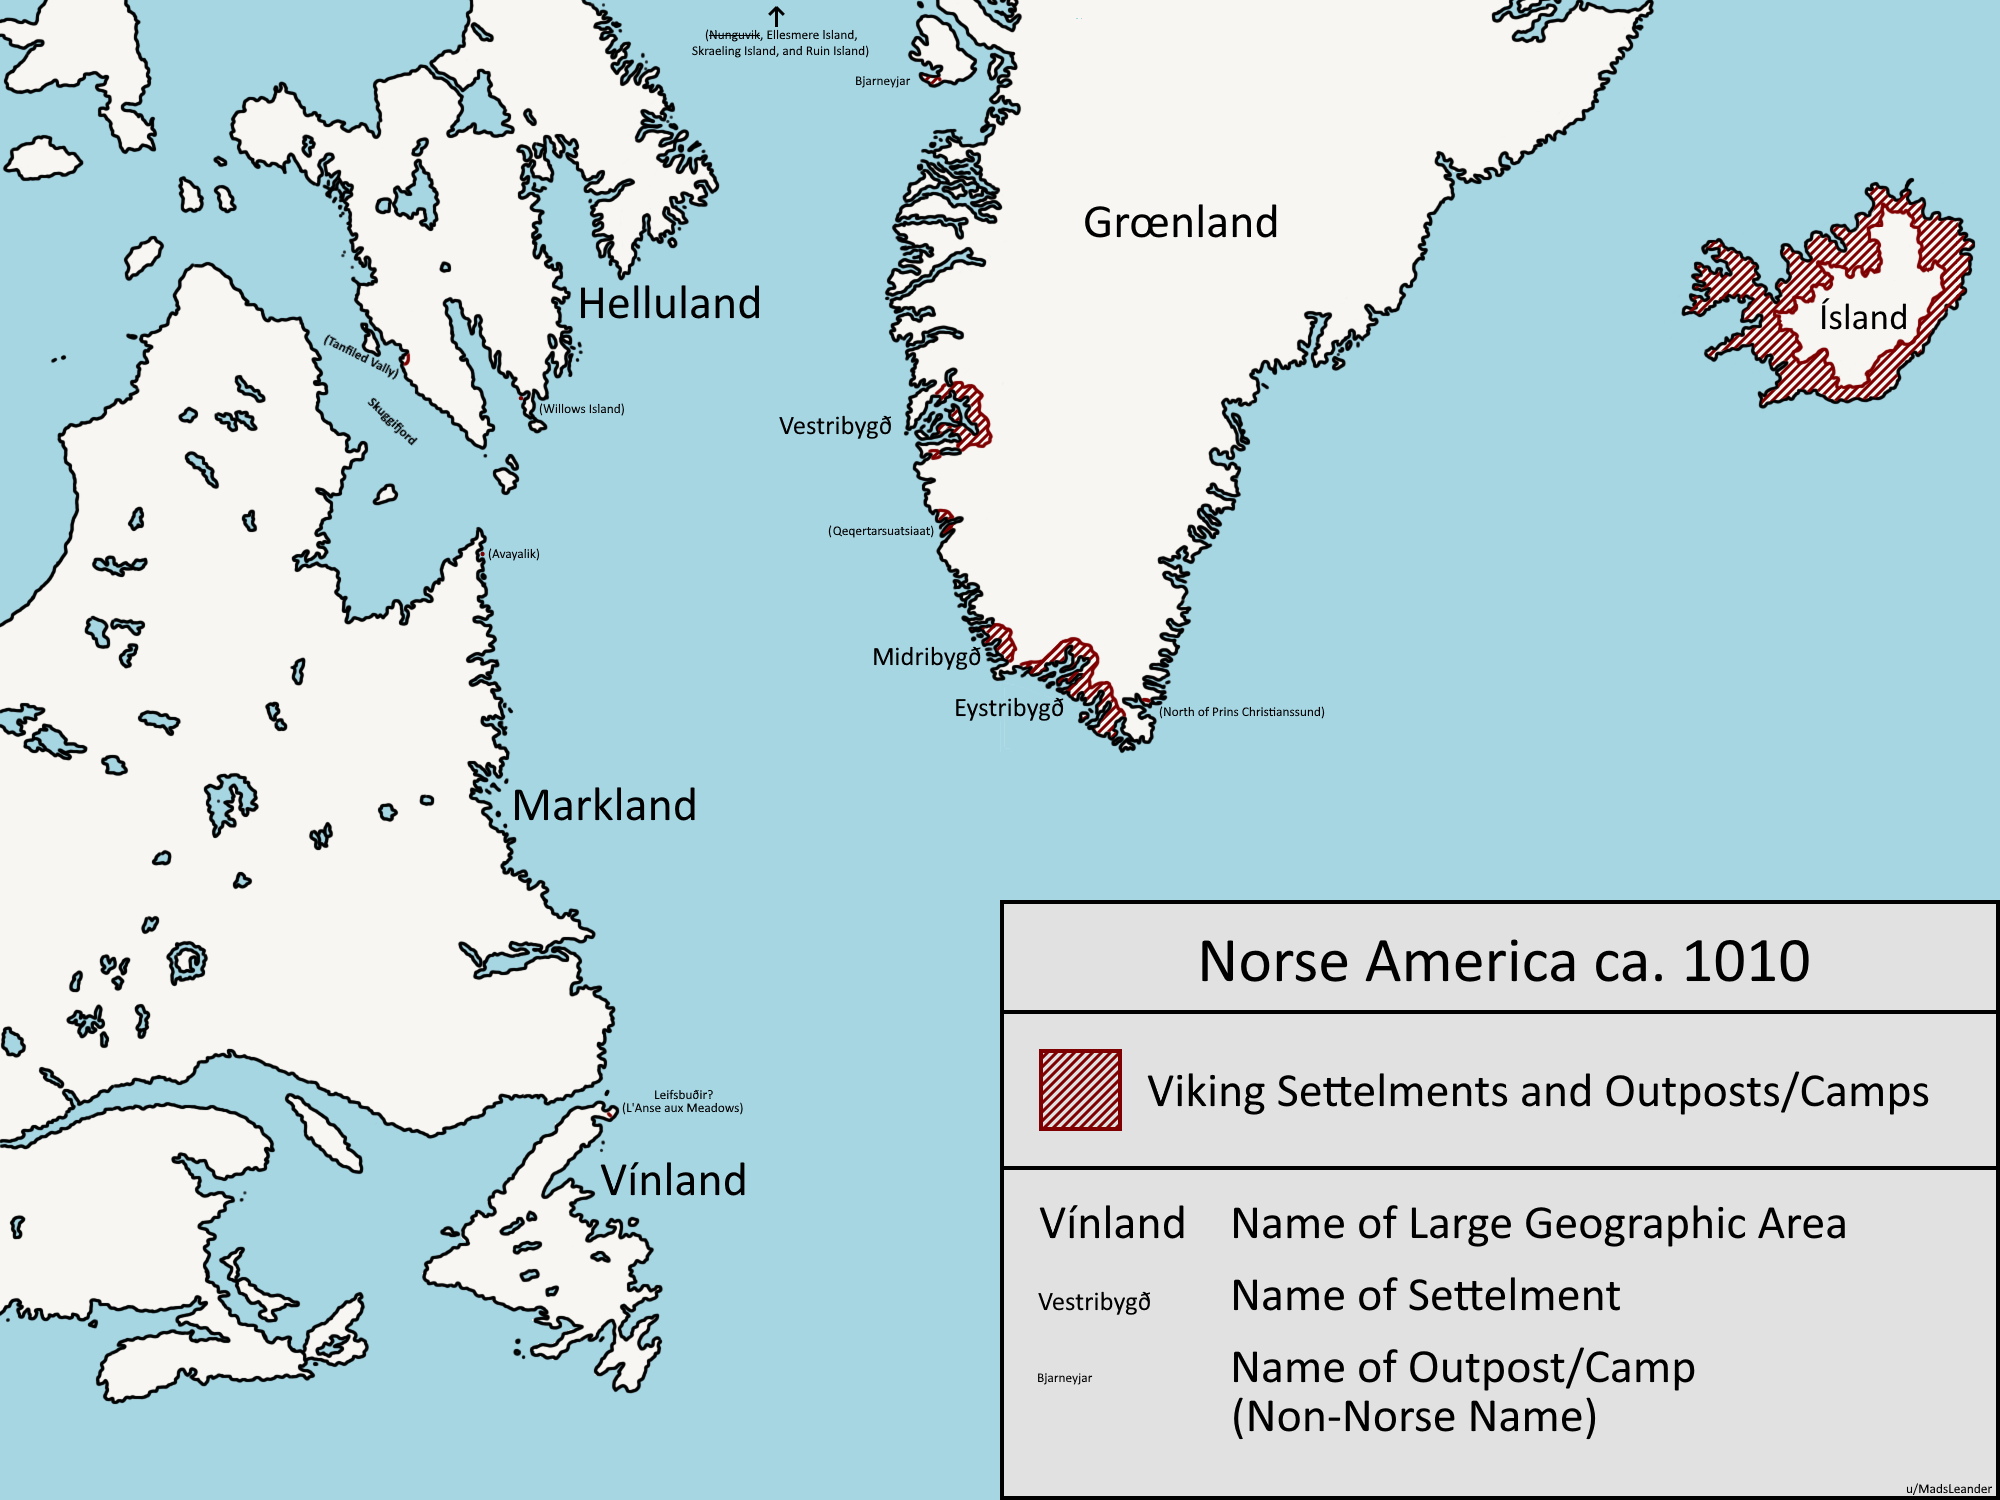 ↑
(Nunguvik, Ellesmere Island,
Skraeling Island, and Ruin Island)
Bjarneyjar
Grœnland
Helluland
Ísland
(Tanfiled Vally)
Skuggifjord
(Willows Island)
Vestribygð
(Qeqertarsuatsiaat)
(Avayalik)
Midribygð
Eystribygð
(North of Prins Christianssund)
Markland
Leifsbuðir?
(L'Anse aux Meadows)
Vínland
Norse America ca. 1010
Viking Settelments and Outposts/Camps
Vínland Name of Large Geographic Area
Vestribygð Name of Settelment
Bjarneyjar Name of Outpost/Camp
(Non-Norse Name)
u/MadsLeander